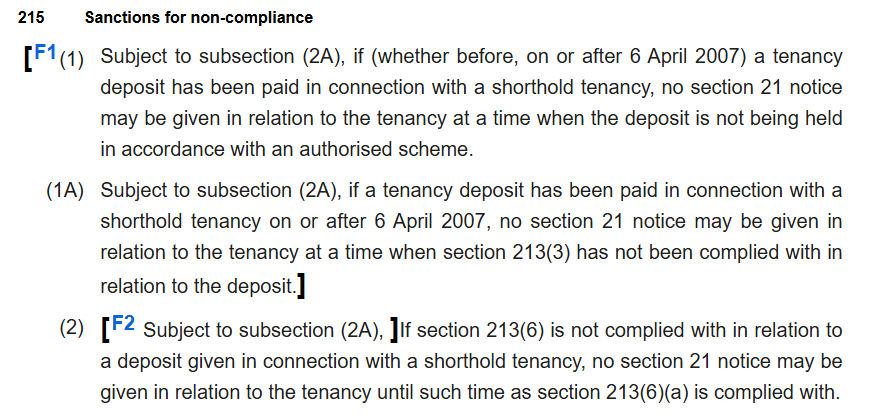 215 Sanctions for non-compliance
[F1(1) Subject to subsection (2A), if (whether before, on or after 6 April 2007) a tenancy
deposit has been paid in connection with a shorthold tenancy, no section 21 notice
may be given in relation to the tenancy at a time when the deposit is not being held
in accordance with an authorised scheme.
(1A) Subject to subsection (2A), if a tenancy deposit has been paid in connection with a
shorthold tenancy on or after 6 April 2007, no section 21 notice may be given in
relation to the tenancy at a time when section 213(3) has not been complied with in
relation to the deposit.]
(2) [F2 Subject to subsection (2A), ]If section 213(6) is not complied with in relation to
a deposit given in connection with a shorthold tenancy, no section 21 notice may be
given in relation to the tenancy until such time as section 213(6)(a) is complied with.